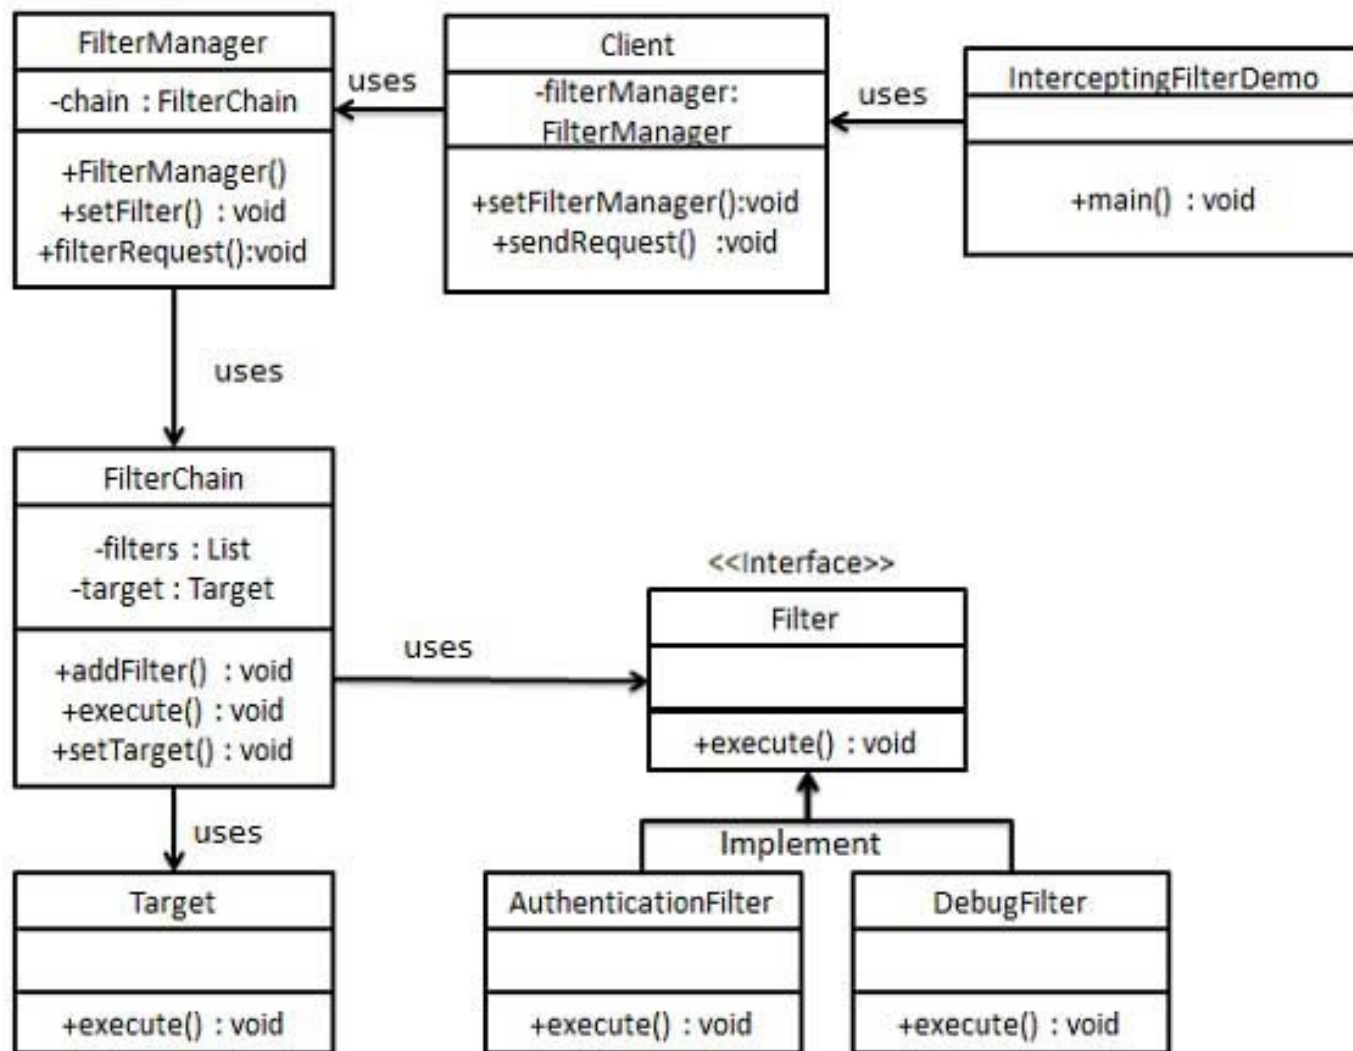 FilterManager
-chain : FilterChain
+FilterManager()
+setFilter() : void
+filterRequest():void
uses
Client
-filterManager:
FilterManager
+setFilterManager():void
+sendRequest() :void
uses
InterceptingFilterDemo
+main() : void
uses
FilterChain
-filters : List
-target : Target
+addFilter() : void
+execute() : void
+setTarget() : void
uses
<<Interface>>
Filter
+execute() : void
uses
Implement
Target
+execute() : void
AuthenticationFilter
+execute() : void
DebugFilter
+execute() : void